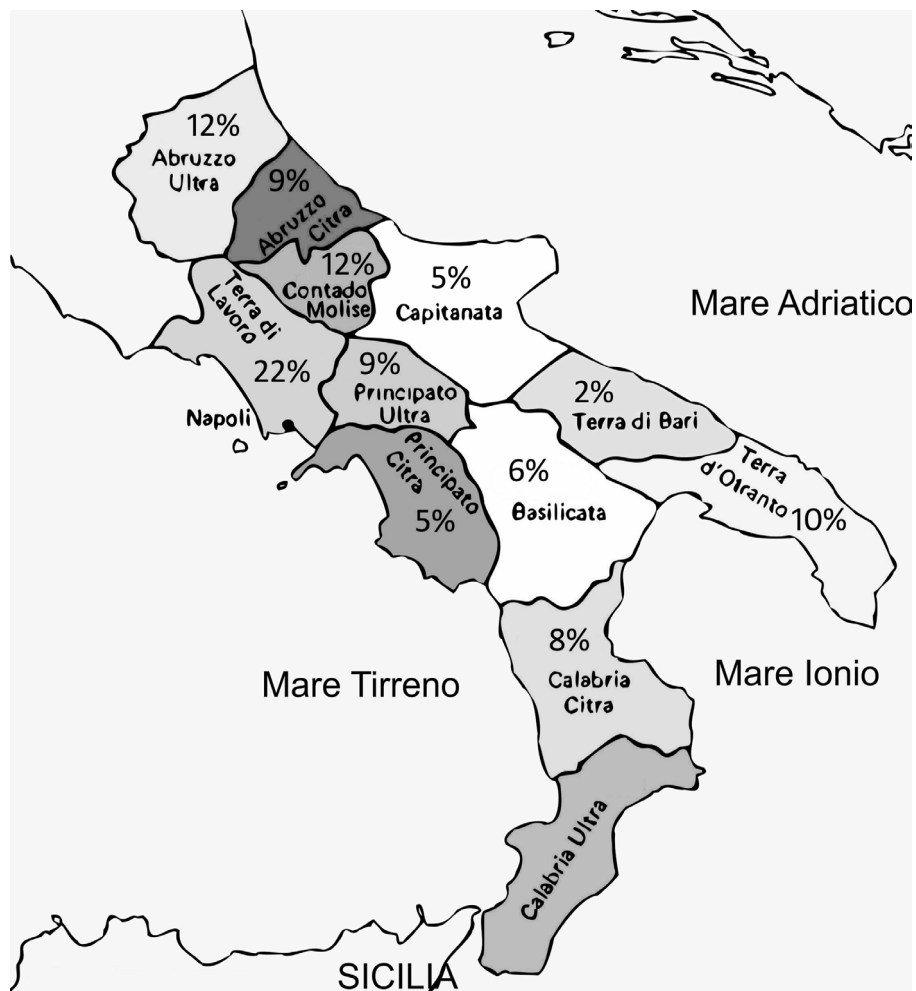 12%
Abruzzo
Ultra
9%
Abruzzo
Citra
12%
Contado
Molise
5%
Capitanata
Mare Adriatico
Terra di
Lavoro
22%
9%
Principato
Ultra
2%
Terra di Bari
Napoli
Principato
Citra
5%
6%
Basilicata
Terra
d'Otranto
10%
8%
Calabria
Citra
Mare Tirreno
Mare Ionio
Calabria Ultra
SICILIA